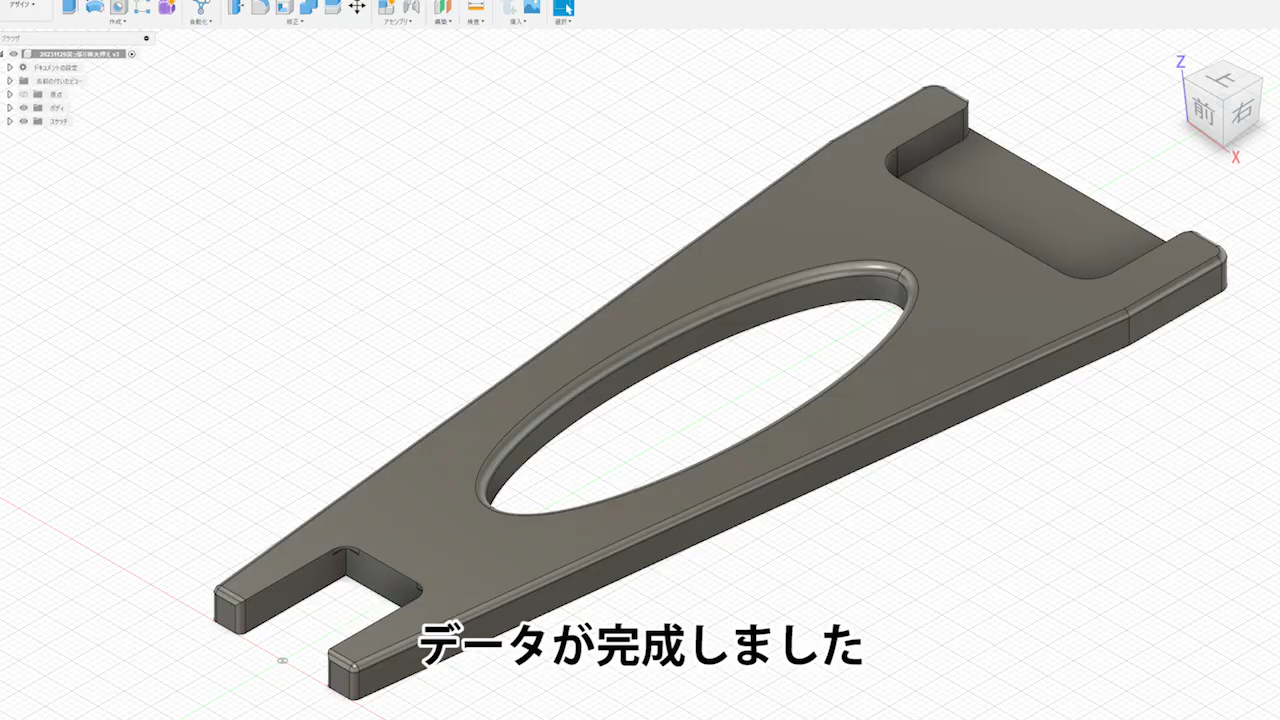 デザイン
作成
自動化
修正
アセンブリ
構築
検査
挿入
選択
ブラウザ
ドキュメントの設定
名前の付いたビュー
原点
ボディ
スケッチ
Z
上
前
右
X
データが完成しました